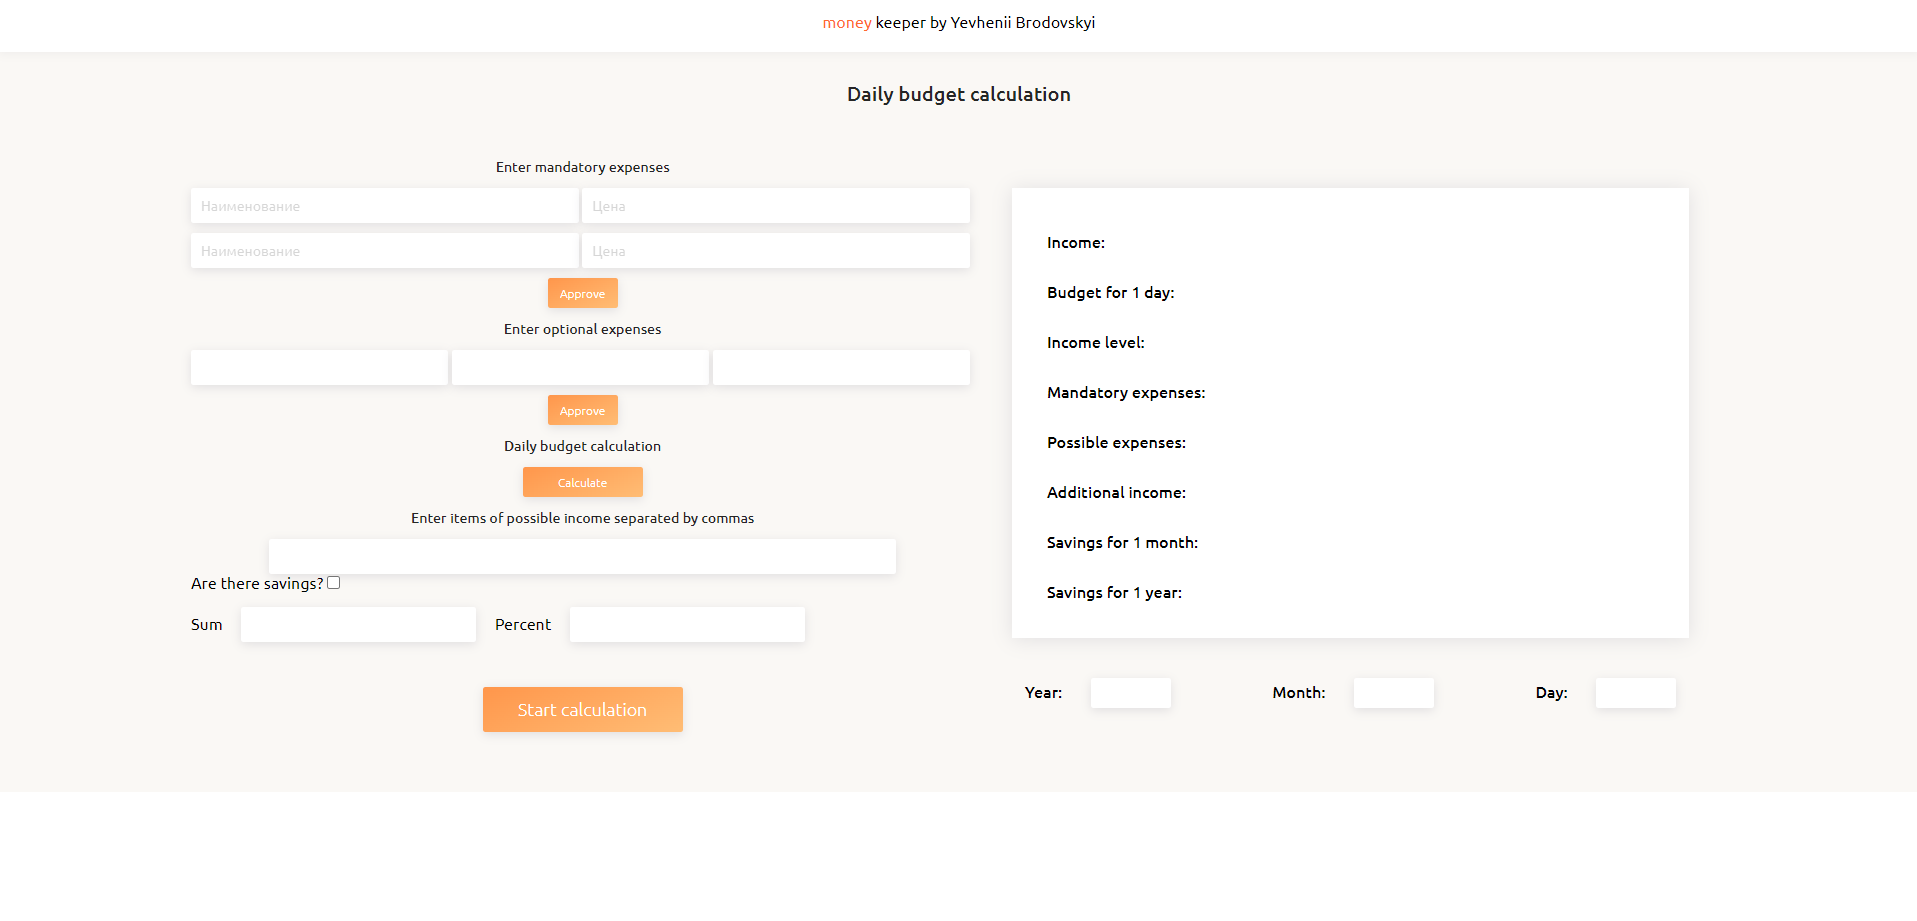 money keeper by Yevhenii Brodovskyi
Daily budget calculation
Enter mandatory expenses
Наименование Цена
Наименование Цена
Approve
Enter optional expenses
Approve
Daily budget calculation
Calculate
Enter items of possible income separated by commas
Are there savings?
Sum Percent
Start calculation
Income:
Budget for 1 day:
Income level:
Mandatory expenses:
Possible expenses:
Additional income:
Savings for 1 month:
Savings for 1 year:
Year: Month: Day: